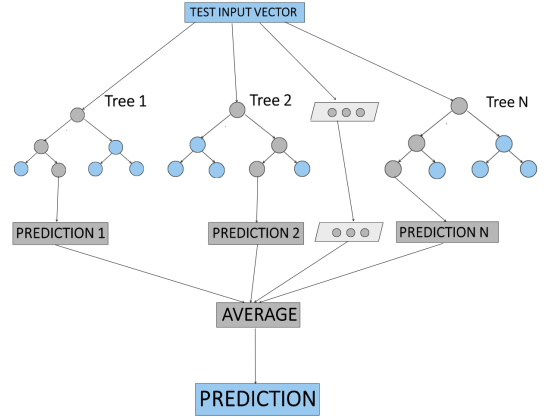 TEST INPUT VECTOR
Tree 1
Tree 2
Tree N
PREDICTION 1
PREDICTION 2
PREDICTION N
AVERAGE
PREDICTION